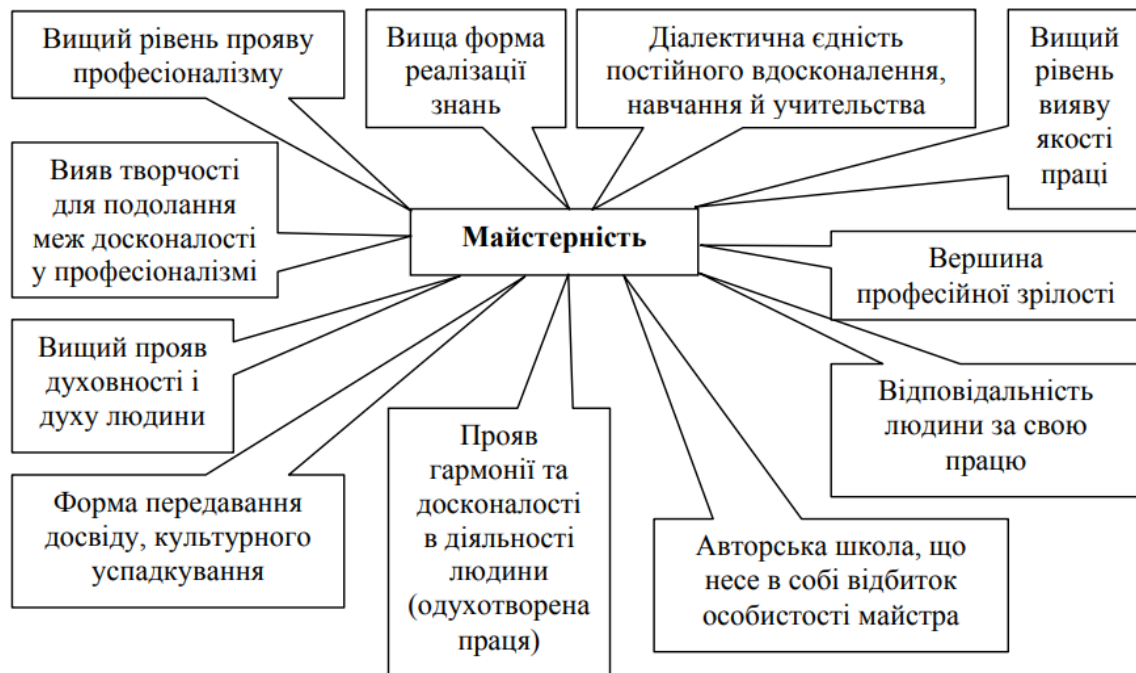 Вищий рівень прояву
професіоналізму
Вища форма
реалізації
знань
Діалектична єдність
постійного вдосконалення,
навчання й учительства
Вищий
рівень
вияву
якості
праці
Вияв творчості
для подолання
меж досконалості
у професіоналізмі
Майстерність
Вершина
професійної зрілості
Вищий прояв
духовності і
духу людини
Відповідальність
людини за свою
працю
Форма передавання
досвіду, культурного
успадкування
Прояв
гармонії та
досконалості
в діяльності
людини
(одухотворена
праця)
Авторська школа, що
несе в собі відбиток
особистості майстра